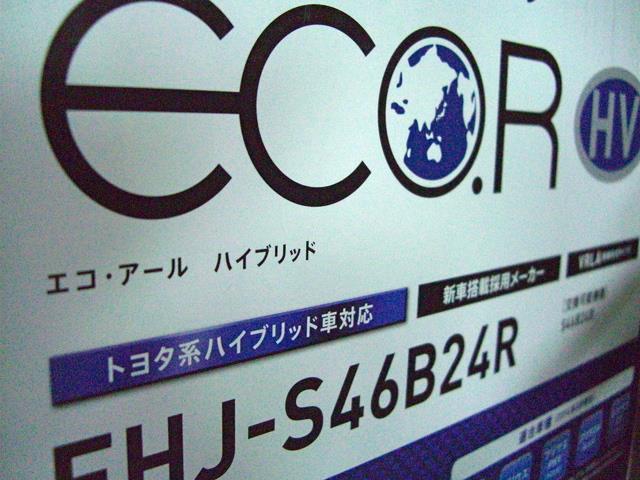 eco.R HV
エコ・アール ハイブリッド
トヨタ系ハイブリッド車対応 新車搭載採用メーカー VRLA
EHJ-S46B24R